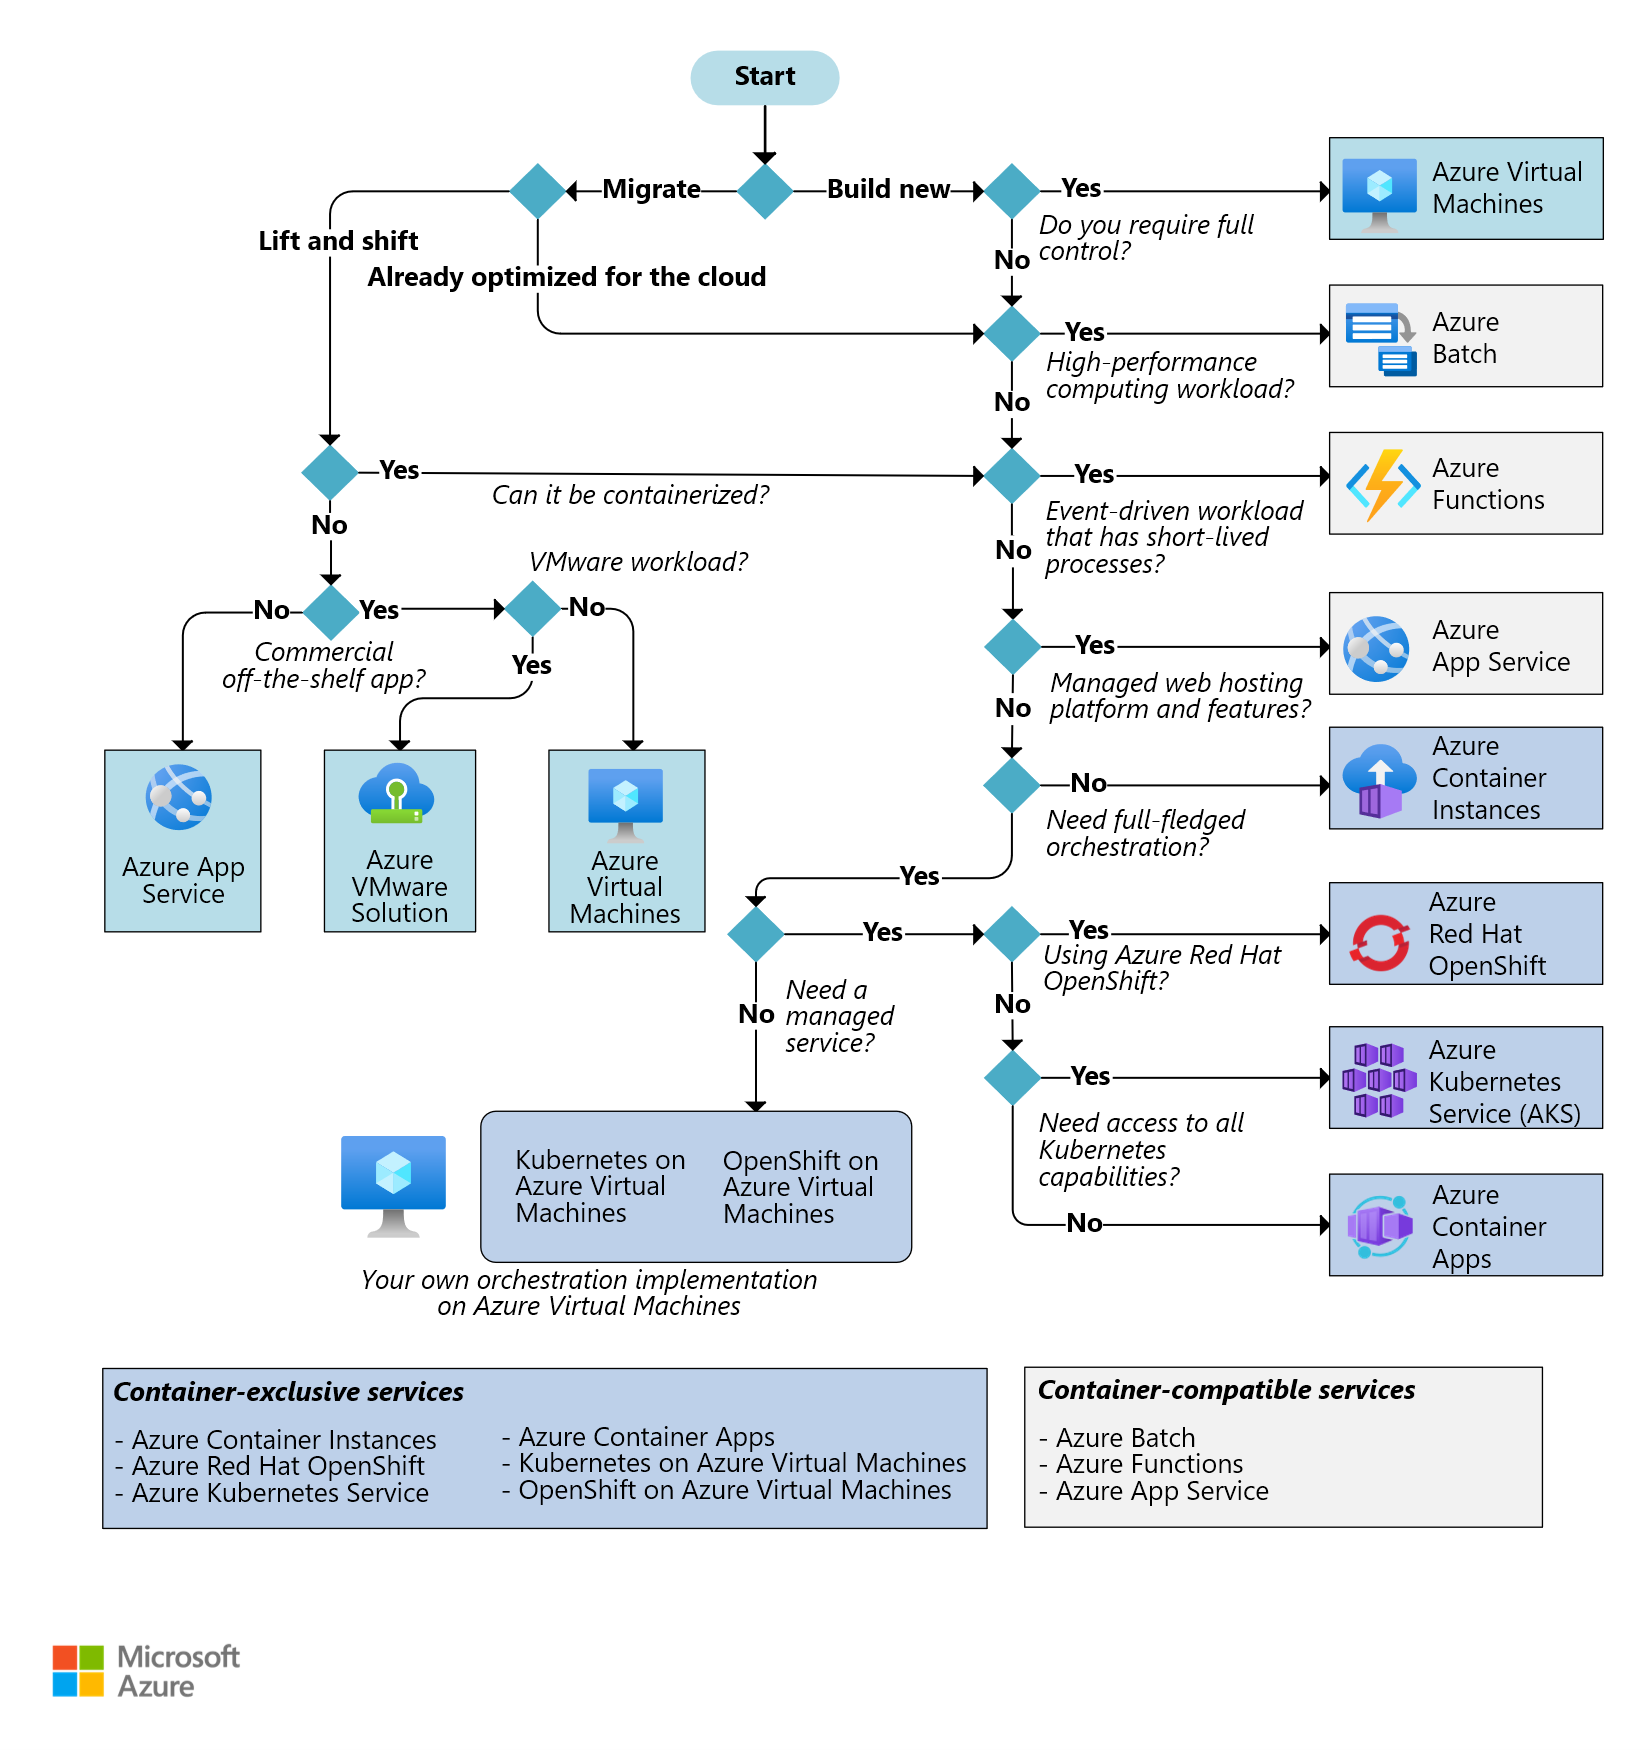 Start
Migrate
Build new
Yes
Azure Virtual
Machines
Do you require full
control?
Lift and shift
No
Already optimized for the cloud
Yes
Azure
Batch
High-performance
computing workload?
No
Yes
Can it be containerized?
Yes
Azure
Functions
Event-driven workload
that has short-lived
processes?
No
No
VMware workload?
No
Yes
No
Commercial
off-the-shelf app?
Yes
Yes
Azure
App Service
Managed web hosting
platform and features?
No
Azure App
Service
Azure
VMware
Solution
Azure
Virtual
Machines
No
Azure
Container
Instances
Need full-fledged
orchestration?
Yes
Yes
Need a
managed
service?
No
Yes
Using Azure Red Hat
OpenShift?
Azure
Red Hat
OpenShift
No
Yes
Azure
Kubernetes
Service (AKS)
Need access to all
Kubernetes
capabilities?
No
Azure
Container
Apps
Kubernetes on
Azure Virtual
Machines
OpenShift on
Azure Virtual
Machines
Your own orchestration implementation
on Azure Virtual Machines
Container-exclusive services
- Azure Container Instances
- Azure Red Hat OpenShift
- Azure Kubernetes Service
- Azure Container Apps
- Kubernetes on Azure Virtual Machines
- OpenShift on Azure Virtual Machines
Container-compatible services
- Azure Batch
- Azure Functions
- Azure App Service
Microsoft
Azure